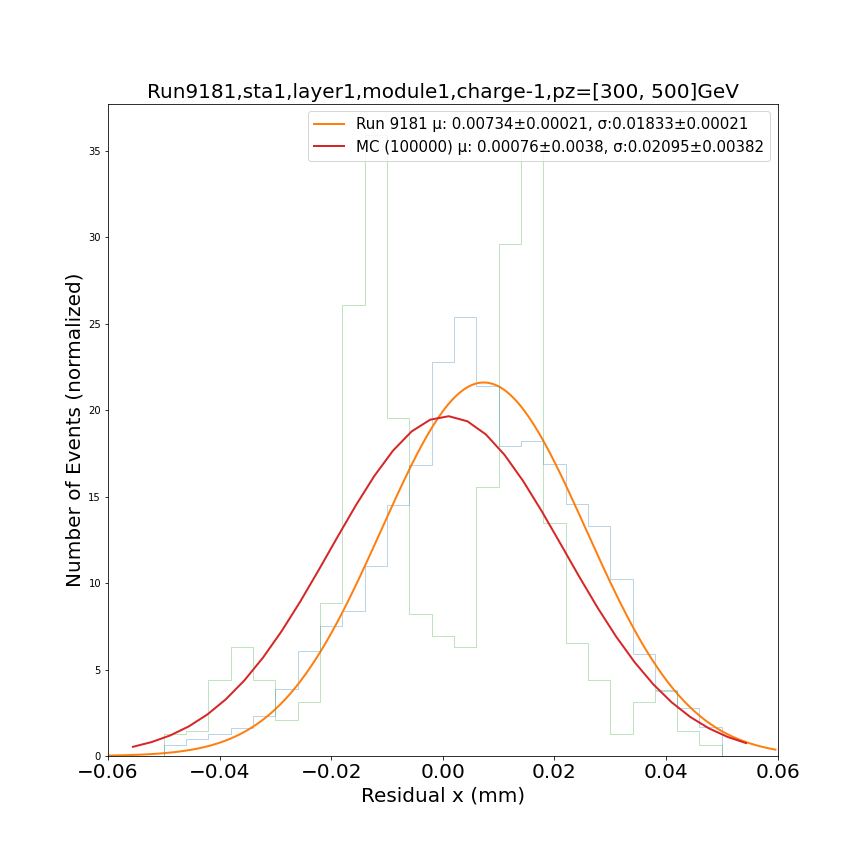 Run9181,sta1,layer1,module1,charge-1,pz=[300, 500]GeV
Run 9181 μ: 0.00734±0.00021, σ:0.01833±0.00021
MC (100000) μ: 0.00076±0.0038, σ:0.02095±0.00382
Number of Events (normalized)
35
30
25
20
15
10
5
0
−0.06 −0.04 −0.02 0.00 0.02 0.04 0.06
Residual x (mm)